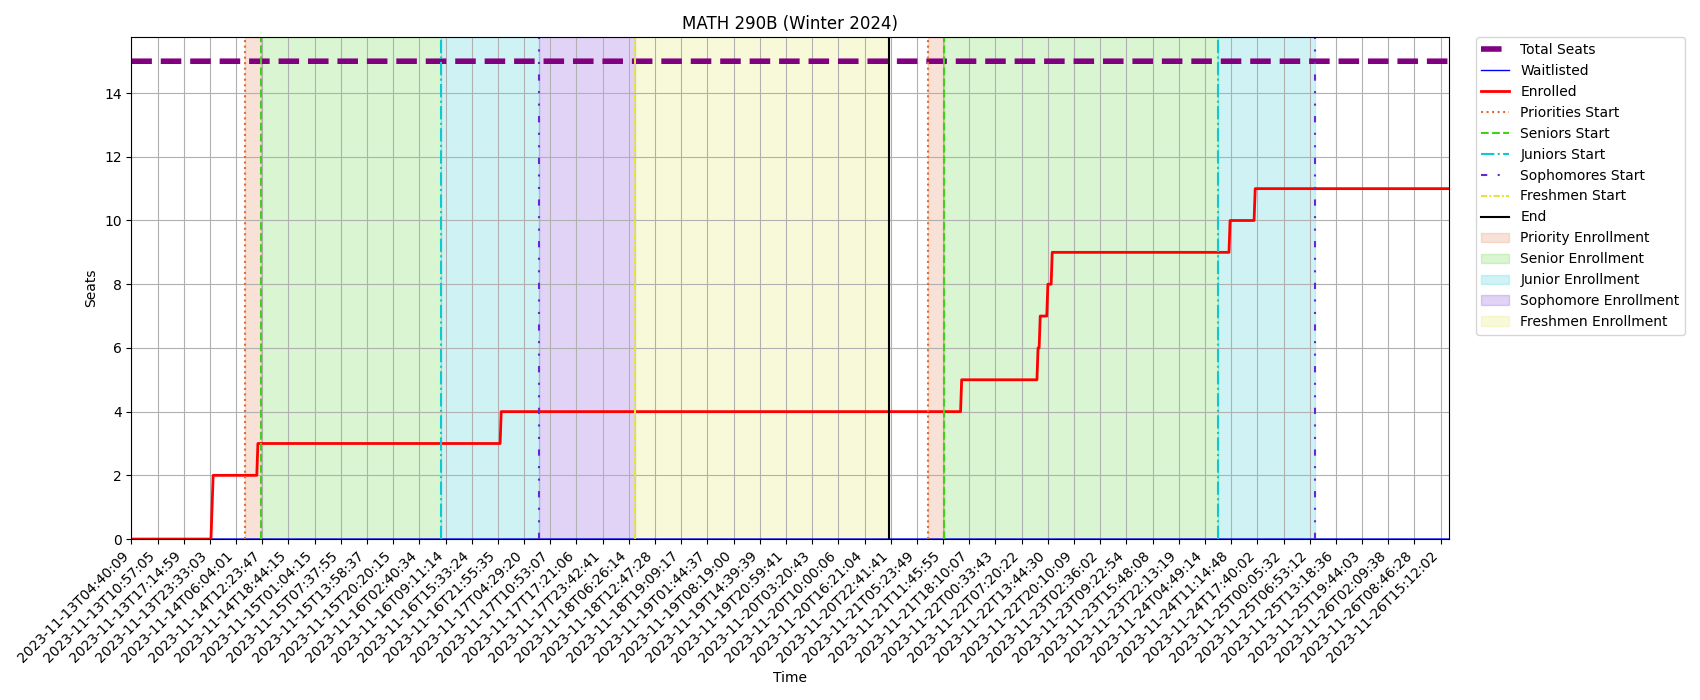 MATH 290B (Winter 2024)
Seats
14
12
10
8
6
4
2
0
2023-11-13T04:40:09
2023-11-13T10:57:05
2023-11-13T17:14:59
2023-11-13T23:33:03
2023-11-14T06:04:01
2023-11-14T12:23:47
2023-11-14T18:44:15
2023-11-15T01:04:15
2023-11-15T07:37:55
2023-11-15T13:58:37
2023-11-15T20:20:15
2023-11-16T02:40:34
2023-11-16T09:11:14
2023-11-16T15:33:24
2023-11-16T21:55:35
2023-11-17T04:29:20
2023-11-17T10:53:07
2023-11-17T17:21:06
2023-11-17T23:42:41
2023-11-18T06:26:14
2023-11-18T12:47:28
2023-11-18T19:09:17
2023-11-19T01:44:37
2023-11-19T08:19:00
2023-11-19T14:39:39
2023-11-19T20:59:41
2023-11-20T03:20:43
2023-11-20T10:00:06
2023-11-20T16:21:04
2023-11-20T22:41:41
2023-11-21T05:23:49
2023-11-21T11:45:55
2023-11-21T18:10:07
2023-11-22T00:33:43
2023-11-22T07:20:22
2023-11-22T13:44:30
2023-11-22T20:10:09
2023-11-23T02:36:02
2023-11-23T09:22:54
2023-11-23T15:48:08
2023-11-23T22:13:19
2023-11-24T04:49:14
2023-11-24T11:14:48
2023-11-24T17:40:02
2023-11-25T00:05:32
2023-11-25T06:53:12
2023-11-25T13:18:36
2023-11-25T19:44:03
2023-11-26T02:09:38
2023-11-26T08:46:28
2023-11-26T15:12:02
Time
Total Seats
Waitlisted
Enrolled
Priorities Start
Seniors Start
Juniors Start
Sophomores Start
Freshmen Start
End
Priority Enrollment
Senior Enrollment
Junior Enrollment
Sophomore Enrollment
Freshmen Enrollment